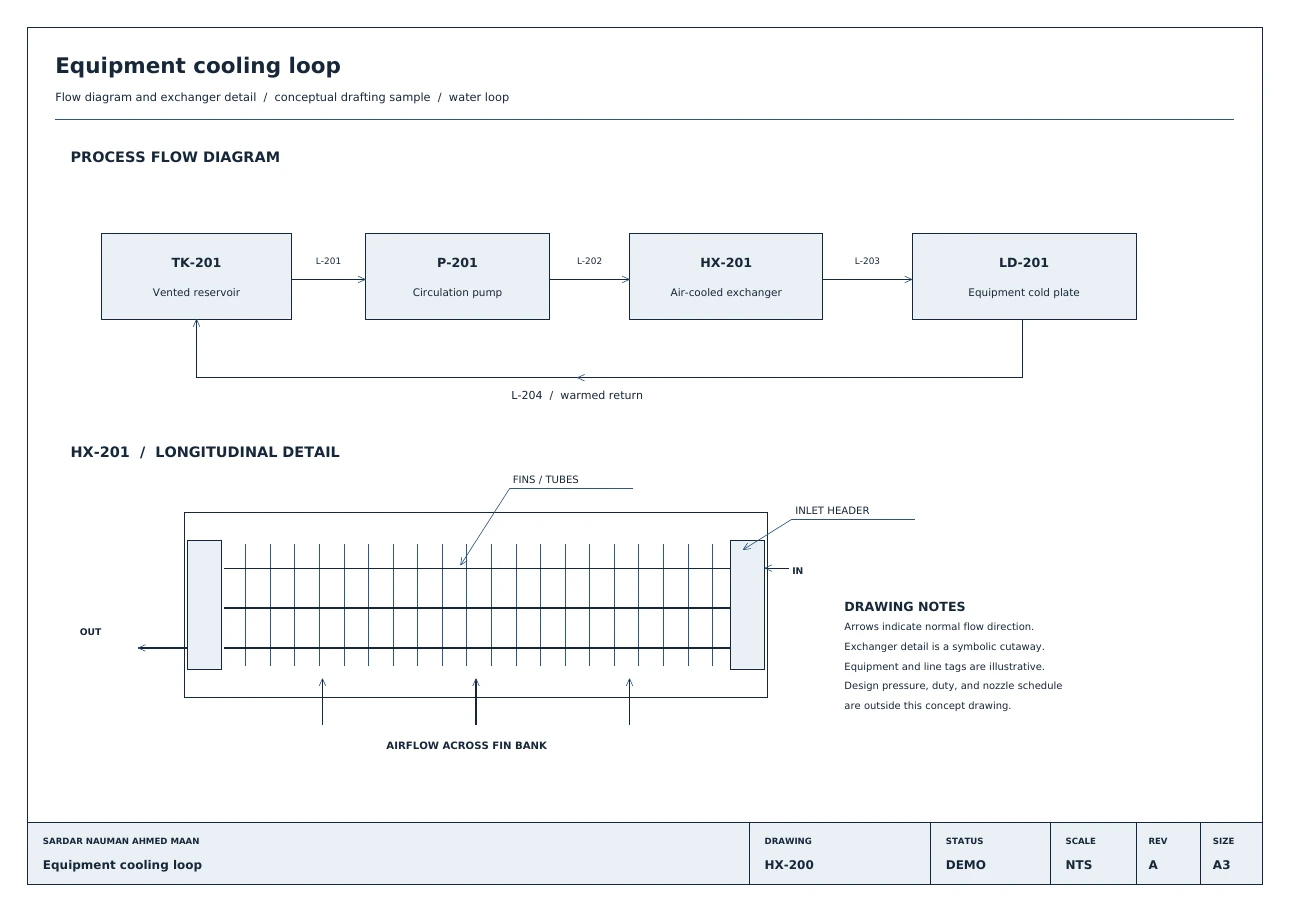 Equipment cooling loop
Flow diagram and exchanger detail / conceptual drafting sample / water loop
PROCESS FLOW DIAGRAM
TK-201
Vented reservoir
L-201
P-201
Circulation pump
L-202
HX-201
Air-cooled exchanger
L-203
LD-201
Equipment cold plate
L-204 / warmed return
HX-201 / LONGITUDINAL DETAIL
FINS / TUBES
INLET HEADER
IN
OUT
AIRFLOW ACROSS FIN BANK
DRAWING NOTES
Arrows indicate normal flow direction.
Exchanger detail is a symbolic cutaway.
Equipment and line tags are illustrative.
Design pressure, duty, and nozzle schedule
are outside this concept drawing.
SARDAR NAUMAN AHMED MAAN
Equipment cooling loop
DRAWING
HX-200
STATUS
DEMO
SCALE
NTS
REV
A
SIZE
A3